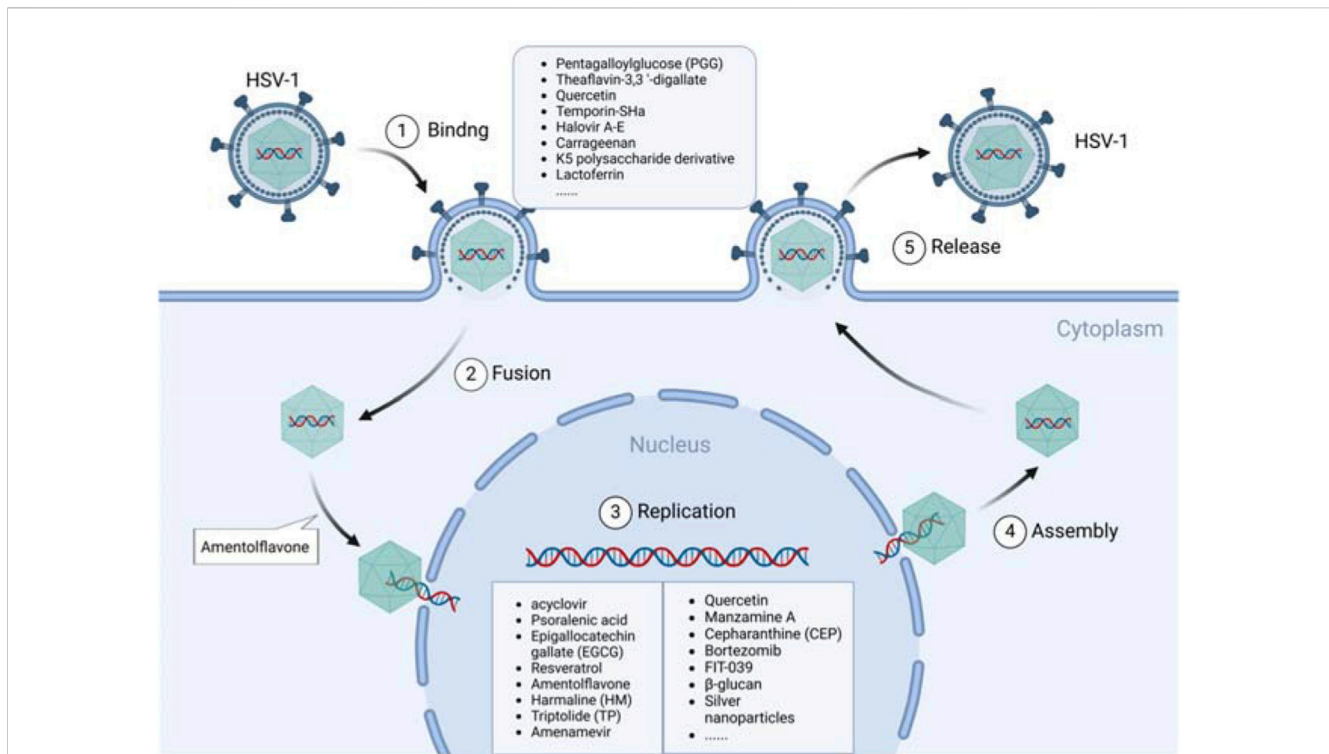 HSV-1
1 Bindng
• Pentagalloylglucose (PGG)
• Theaflavin-3,3 '-digallate
• Quercetin
• Temporin-SHa
• Halovir A-E
• Carrageenan
• K5 polysaccharide derivative
• Lactoferrin
......
HSV-1
5 Release
Cytoplasm
2 Fusion
Nucleus
3 Replication
4 Assembly
Amentolflavone
• acyclovir
• Psoralenic acid
• Epigallocatechin
gallate (EGCG)
• Resveratrol
• Amentolflavone
• Harmaline (HM)
• Triptolide (TP)
• Amenamevir
• Quercetin
• Manzamine A
• Cepharanthine (CEP)
• Bortezomib
• FIT-039
• β-glucan
• Silver
nanoparticles
• ......